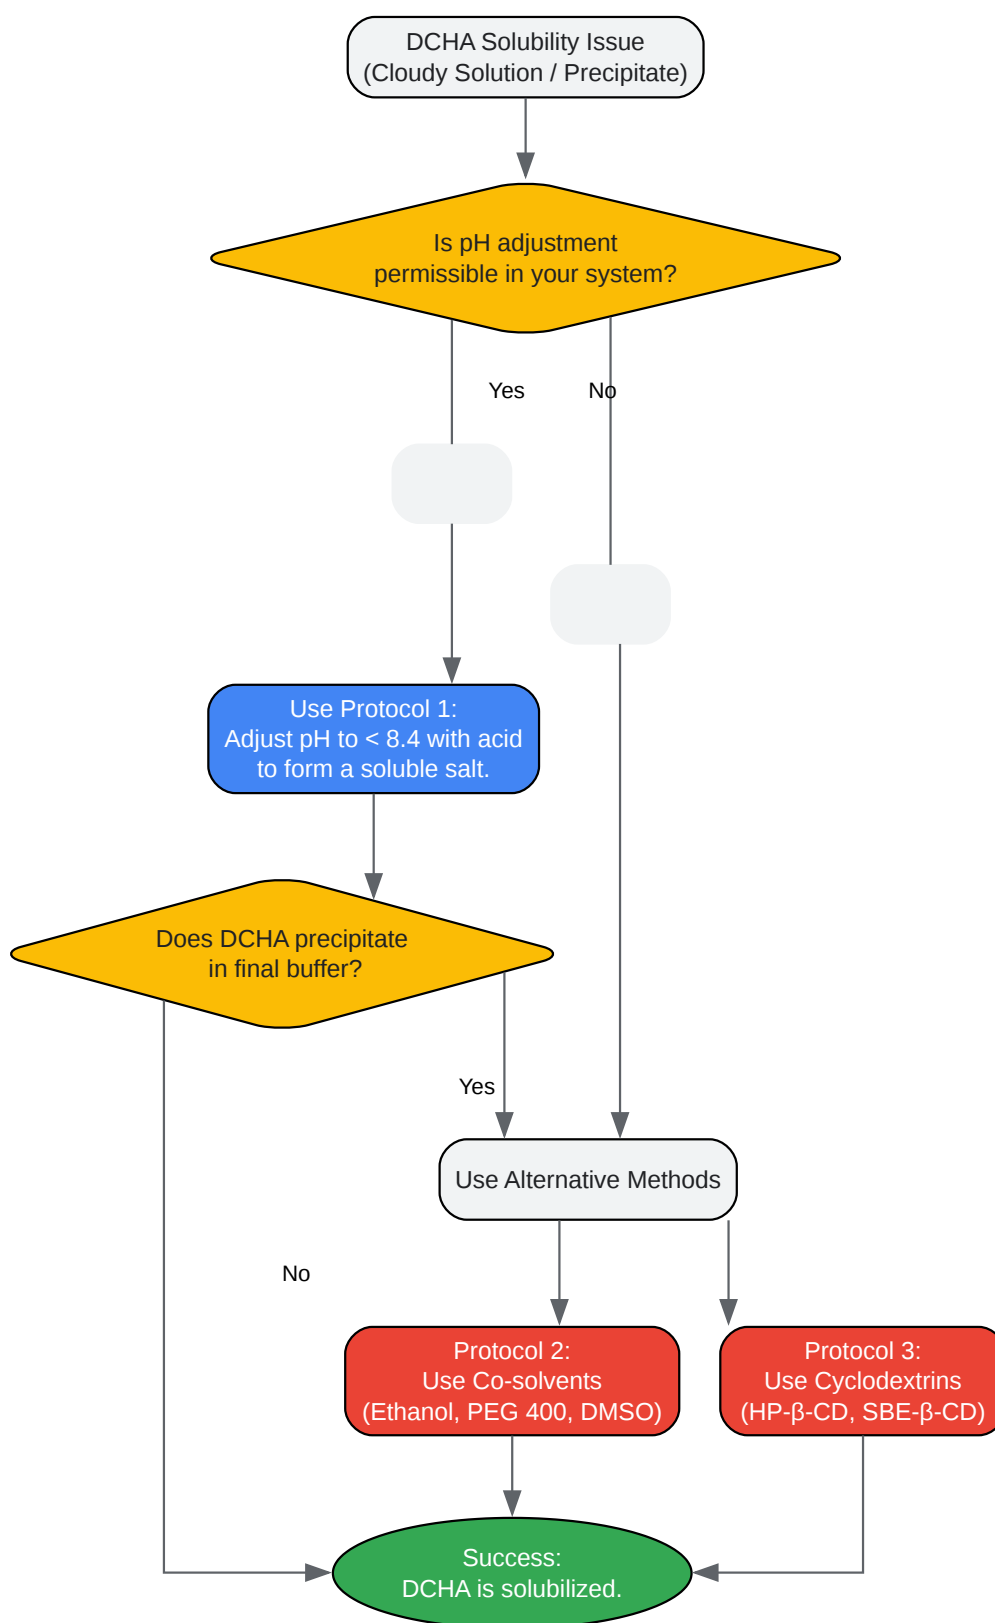 DCHA Solubility Issue
(Cloudy Solution / Precipitate)
Is pH adjustment
permissible in your system?
Yes
No
Use Protocol 1:
Adjust pH to < 8.4 with acid
to form a soluble salt.
Does DCHA precipitate
in final buffer?
Yes
Use Alternative Methods
No
Protocol 2:
Use Co-solvents
(Ethanol, PEG 400, DMSO)
Protocol 3:
Use Cyclodextrins
(HP-β-CD, SBE-β-CD)
Success:
DCHA is solubilized.